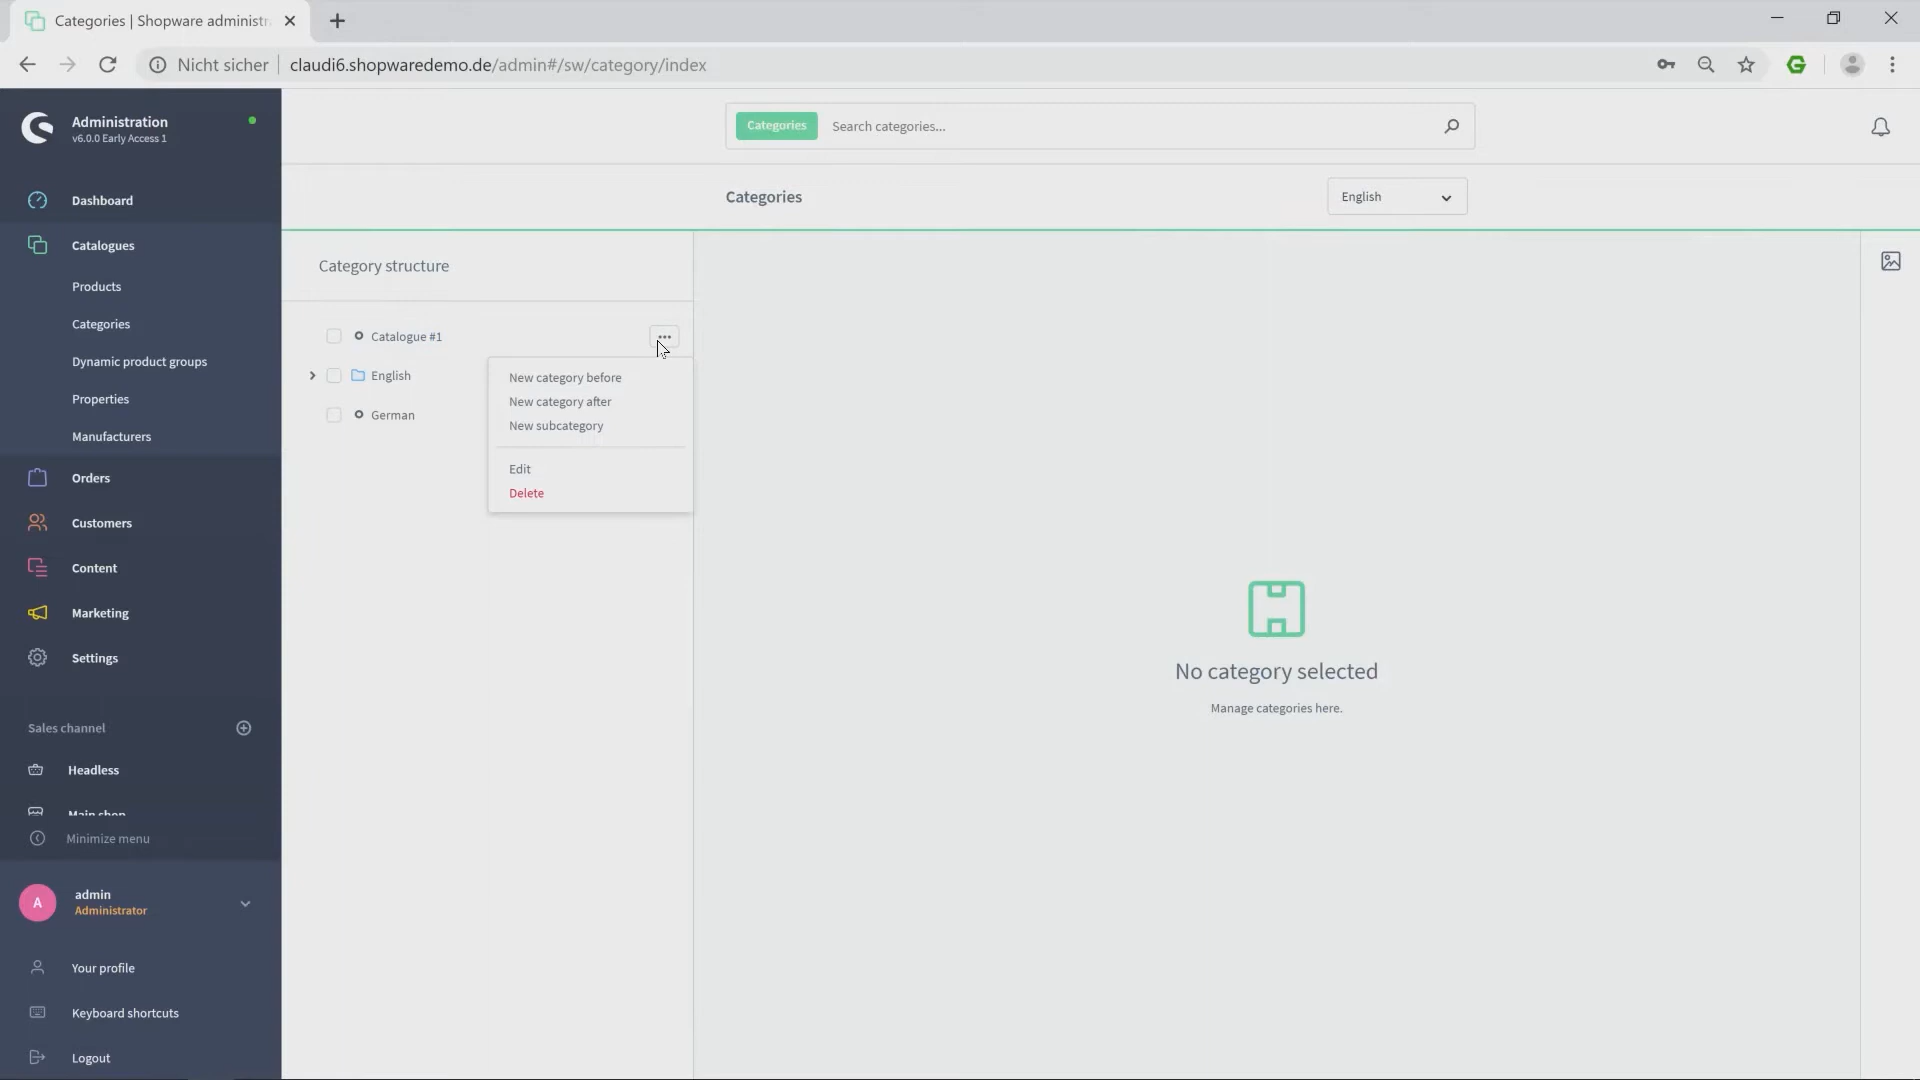 Categories | Shopware administr
Nicht sicher
claudi6.shopwaredemo.de/admin#/sw/category/index
Administration
v6.0.0 Early Access 1
Categories
Search categories...
Categories
English
Dashboard
Catalogues
Products
Categories
Dynamic product groups
Properties
Manufacturers
Orders
Customers
Content
Marketing
Settings
Sales channel
Headless
Main shop
Minimize menu
A
admin
Administrator
Your profile
Keyboard shortcuts
Logout
Category structure
Catalogue #1
English
German
New category before
New category after
New subcategory
Edit
Delete
No category selected
Manage categories here.